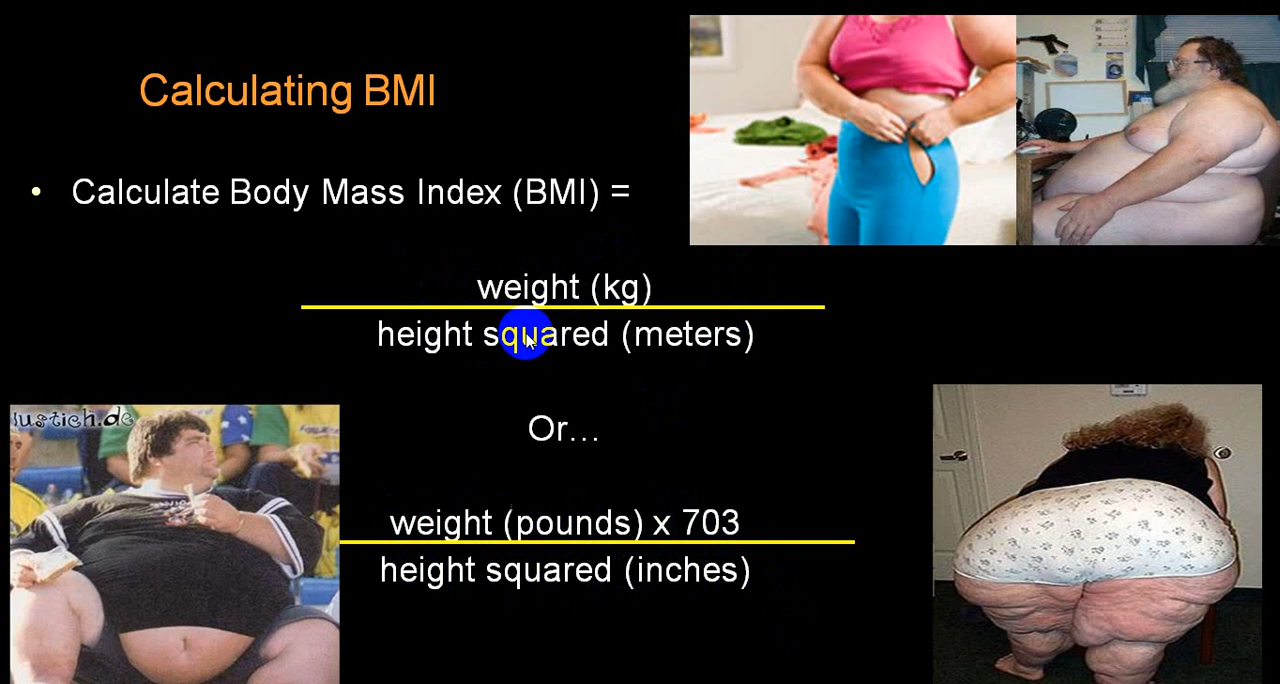 Calculating BMI
• Calculate Body Mass Index (BMI) =
weight (kg)
height squared (meters)
Or…
weight (pounds) x 703
height squared (inches)
lustich.de